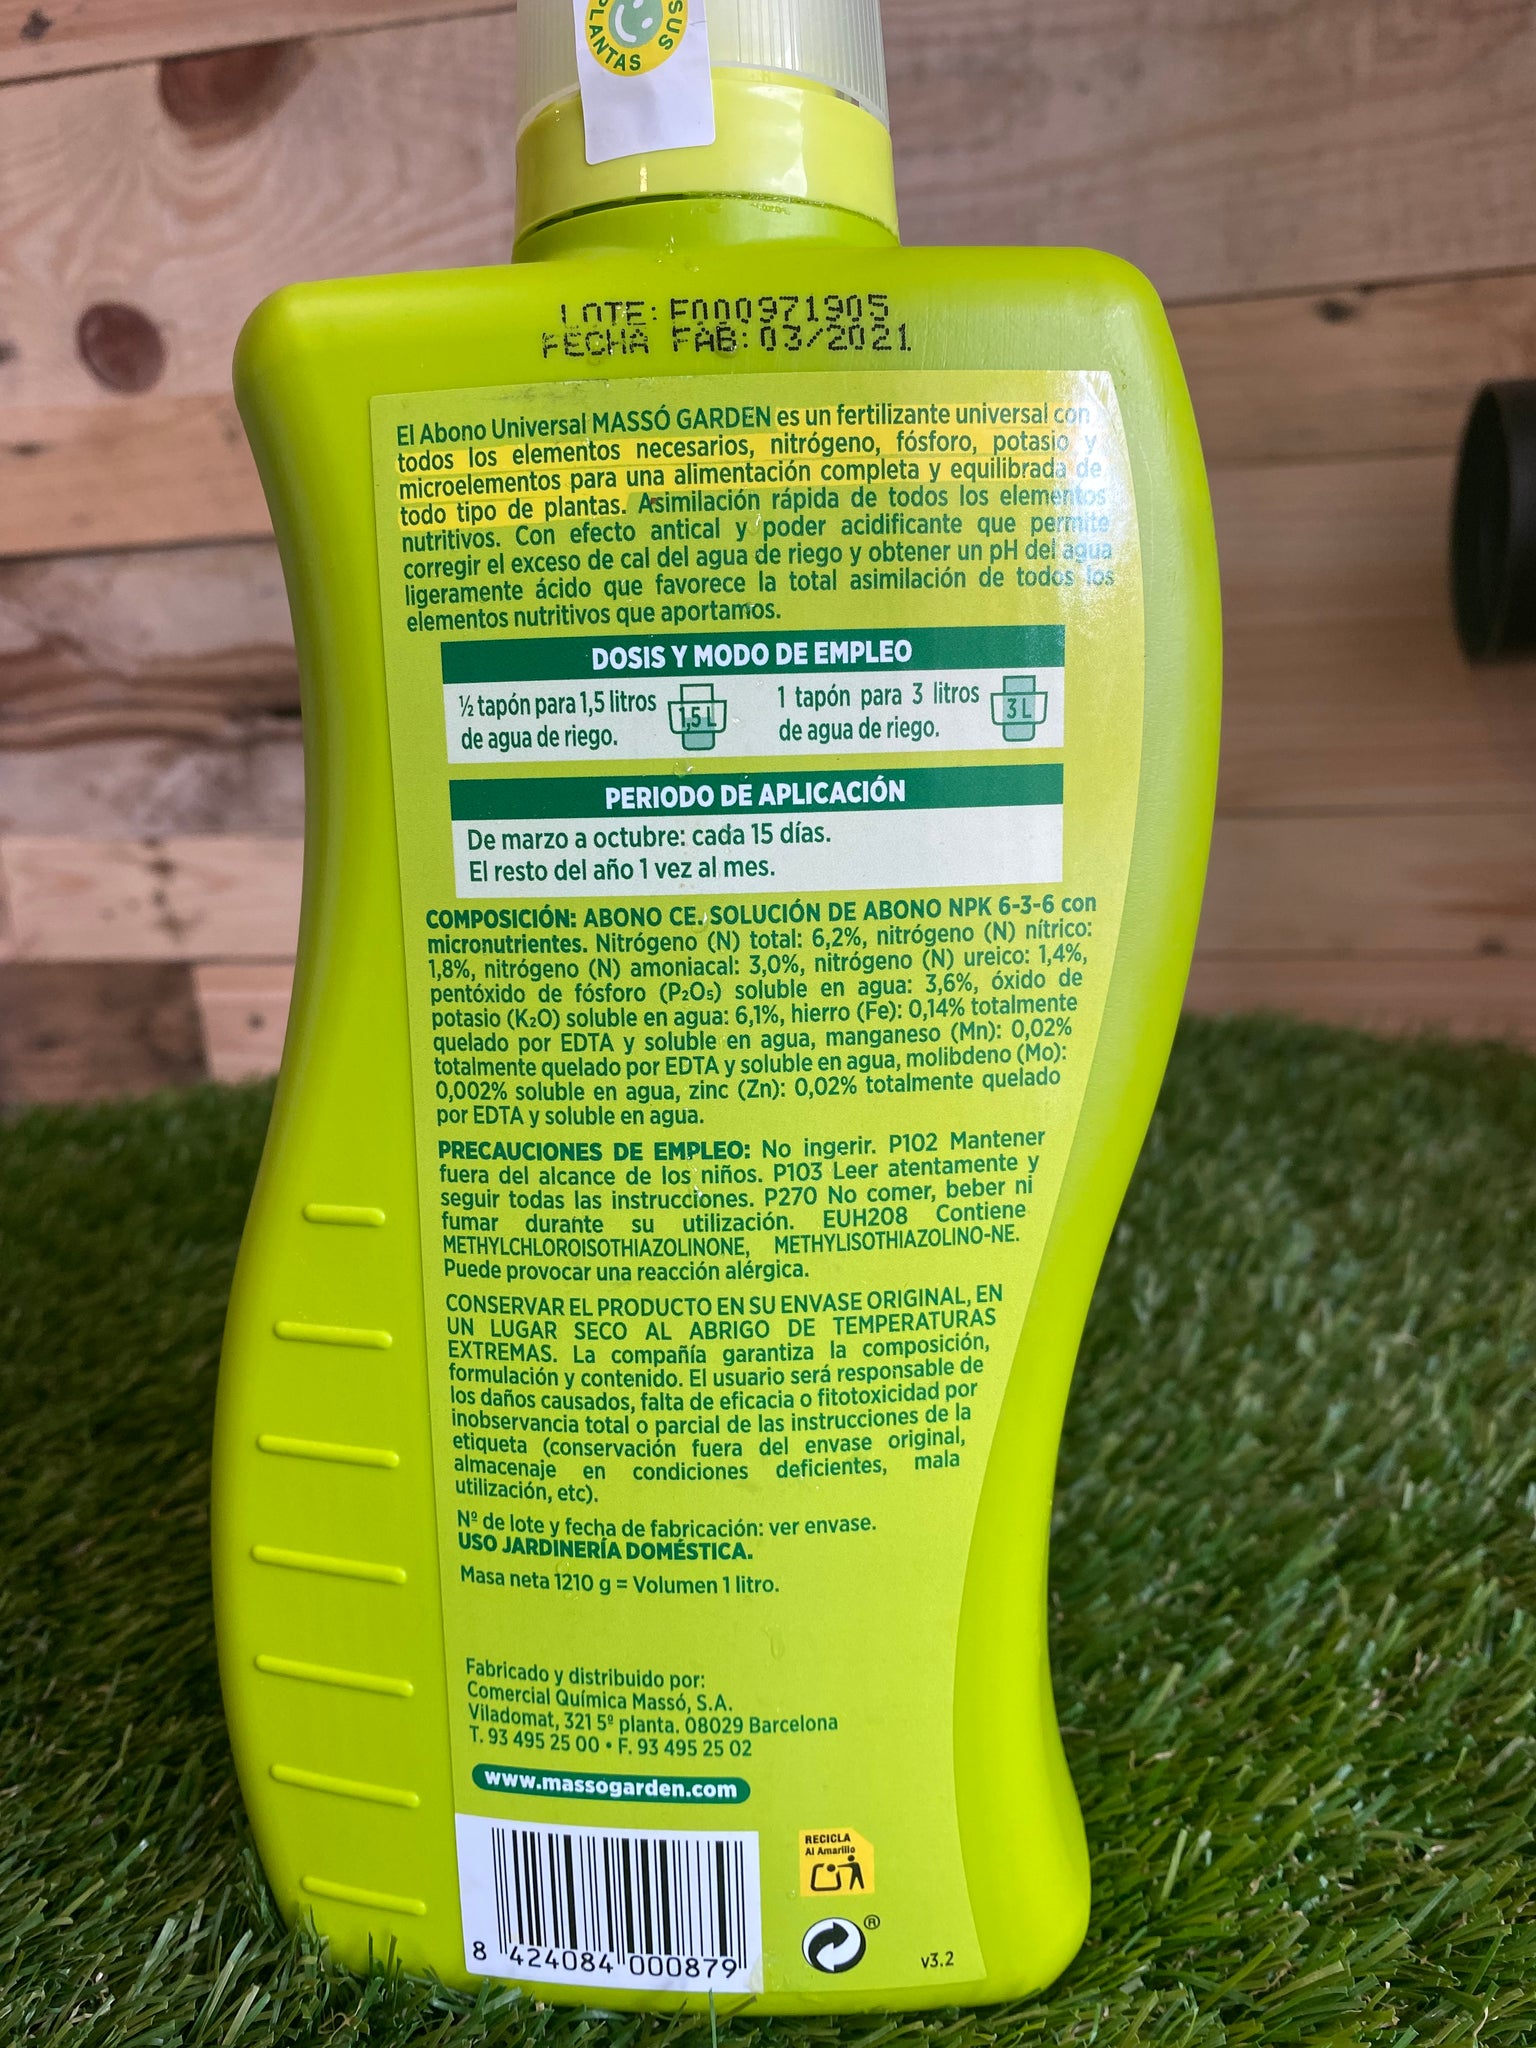 SUS
PLANTAS
LOTE: F000971905
FECHA FAB: 03/2021
El Abono Universal MASSÓ GARDEN es un fertilizante universal con
todos los elementos necesarios, nitrógeno, fósforo, potasio y
microelementos para una alimentación completa y equilibrada de
todo tipo de plantas. Asimilación rápida de todos los elementos
nutritivos. Con efecto antical y poder acidificante que permite
corregir el exceso de cal del agua de riego y obtener un pH del agua
ligeramente ácido que favorece la total asimilación de todos los
elementos nutritivos que aportamos.
DOSIS Y MODO DE EMPLEO
½ tapón para 1,5 litros
de agua de riego.
1,5 L
1 tapón para 3 litros
de agua de riego.
3 L
PERIODO DE APLICACIÓN
De marzo a octubre: cada 15 días.
El resto del año 1 vez al mes.
COMPOSICIÓN: ABONO CE. SOLUCIÓN DE ABONO NPK 6-3-6 con
micronutrientes. Nitrógeno (N) total: 6,2%, nitrógeno (N) nítrico:
1,8%, nitrógeno (N) amoniacal: 3,0%, nitrógeno (N) ureico: 1,4%,
pentóxido de fósforo (P₂O₅) soluble en agua: 3,6%, óxido de
potasio (K₂O) soluble en agua: 6,1%, hierro (Fe): 0,14% totalmente
quelado por EDTA y soluble en agua, manganeso (Mn): 0,02%
totalmente quelado por EDTA y soluble en agua, molibdeno (Mo):
0,002% soluble en agua, zinc (Zn): 0,02% totalmente quelado
por EDTA y soluble en agua.
PRECAUCIONES DE EMPLEO: No ingerir. P102 Mantener
fuera del alcance de los niños. P103 Leer atentamente y
seguir todas las instrucciones. P270 No comer, beber ni
fumar durante su utilización. EUH208 Contiene
METHYLCHLOROISOTHIAZOLINONE, METHYLISOTHIAZOLINO-NE.
Puede provocar una reacción alérgica.
CONSERVAR EL PRODUCTO EN SU ENVASE ORIGINAL, EN
UN LUGAR SECO AL ABRIGO DE TEMPERATURAS
EXTREMAS. La compañía garantiza la composición,
formulación y contenido. El usuario será responsable de
los daños causados, falta de eficacia o fitotoxicidad por
inobservancia total o parcial de las instrucciones de la
etiqueta (conservación fuera del envase original,
almacenaje en condiciones deficientes, mala
utilización, etc).
Nº de lote y fecha de fabricación: ver envase.
USO JARDINERÍA DOMÉSTICA.
Masa neta 1210 g = Volumen 1 litro.
Fabricado y distribuido por:
Comercial Química Massó, S.A.
Viladomat, 321 5ª planta. 08029 Barcelona
T. 93 495 25 00 • F. 93 495 25 02
www.massogarden.com
RECICLA
Al Amarillo
®
8 424084 000879
v3.2